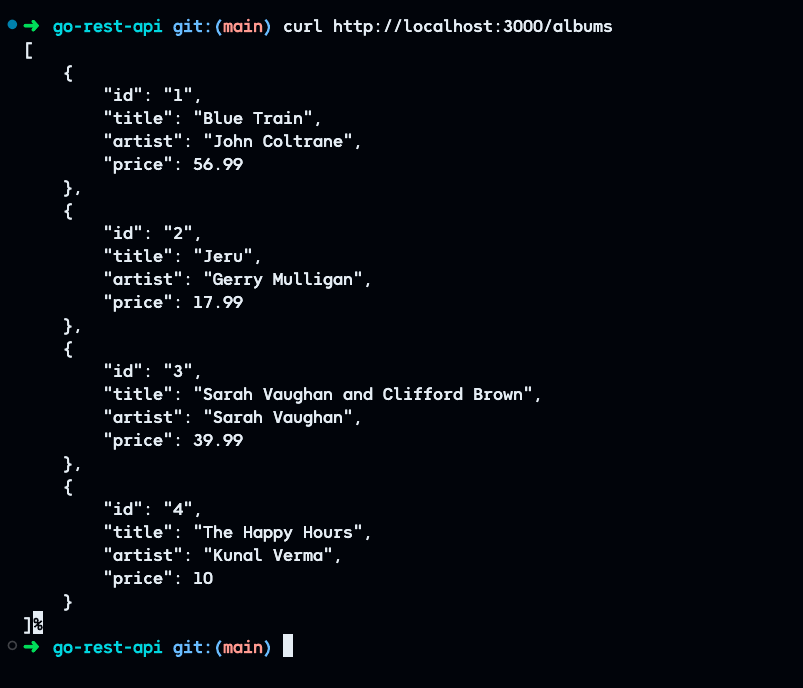 ➜ go-rest-api git:(main) curl http://localhost:3000/albums
[
    {
        "id": "1",
        "title": "Blue Train",
        "artist": "John Coltrane",
        "price": 56.99
    },
    {
        "id": "2",
        "title": "Jeru",
        "artist": "Gerry Mulligan",
        "price": 17.99
    },
    {
        "id": "3",
        "title": "Sarah Vaughan and Clifford Brown",
        "artist": "Sarah Vaughan",
        "price": 39.99
    },
    {
        "id": "4",
        "title": "The Happy Hours",
        "artist": "Kunal Verma",
        "price": 10
    }
]%
➜ go-rest-api git:(main)